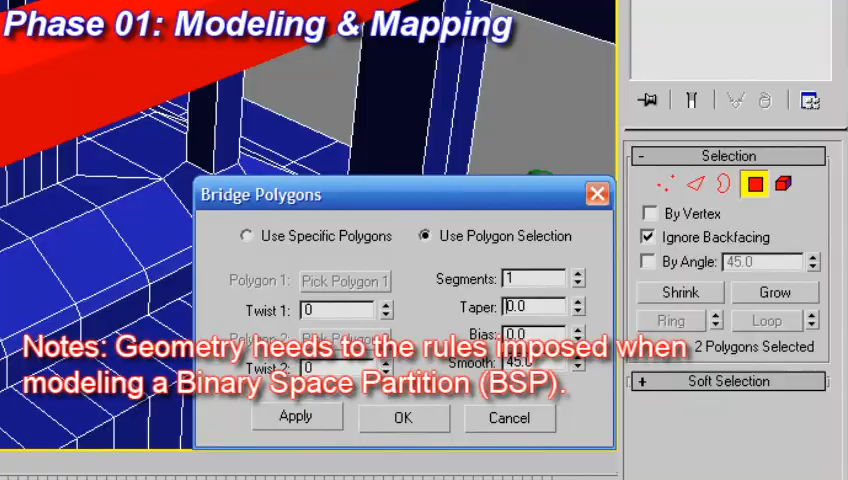 Phase 01: Modeling & Mapping
Bridge Polygons
Use Specific Polygons
Use Polygon Selection
Polygon 1: Pick Polygon 1
Segments: 1
Twist 1: 0
Taper: 0.0
Bias: 0.0
Notes: Geometry heeds to the rules imposed when
modeling a Binary Space Partition (BSP).
Twist 2: 0
Smooth: 45.0
Apply
OK
Cancel
- Selection
By Vertex
Ignore Backfacing
By Angle: 45.0
Shrink
Grow
Ring
Loop
2 Polygons Selected
+ Soft Selection